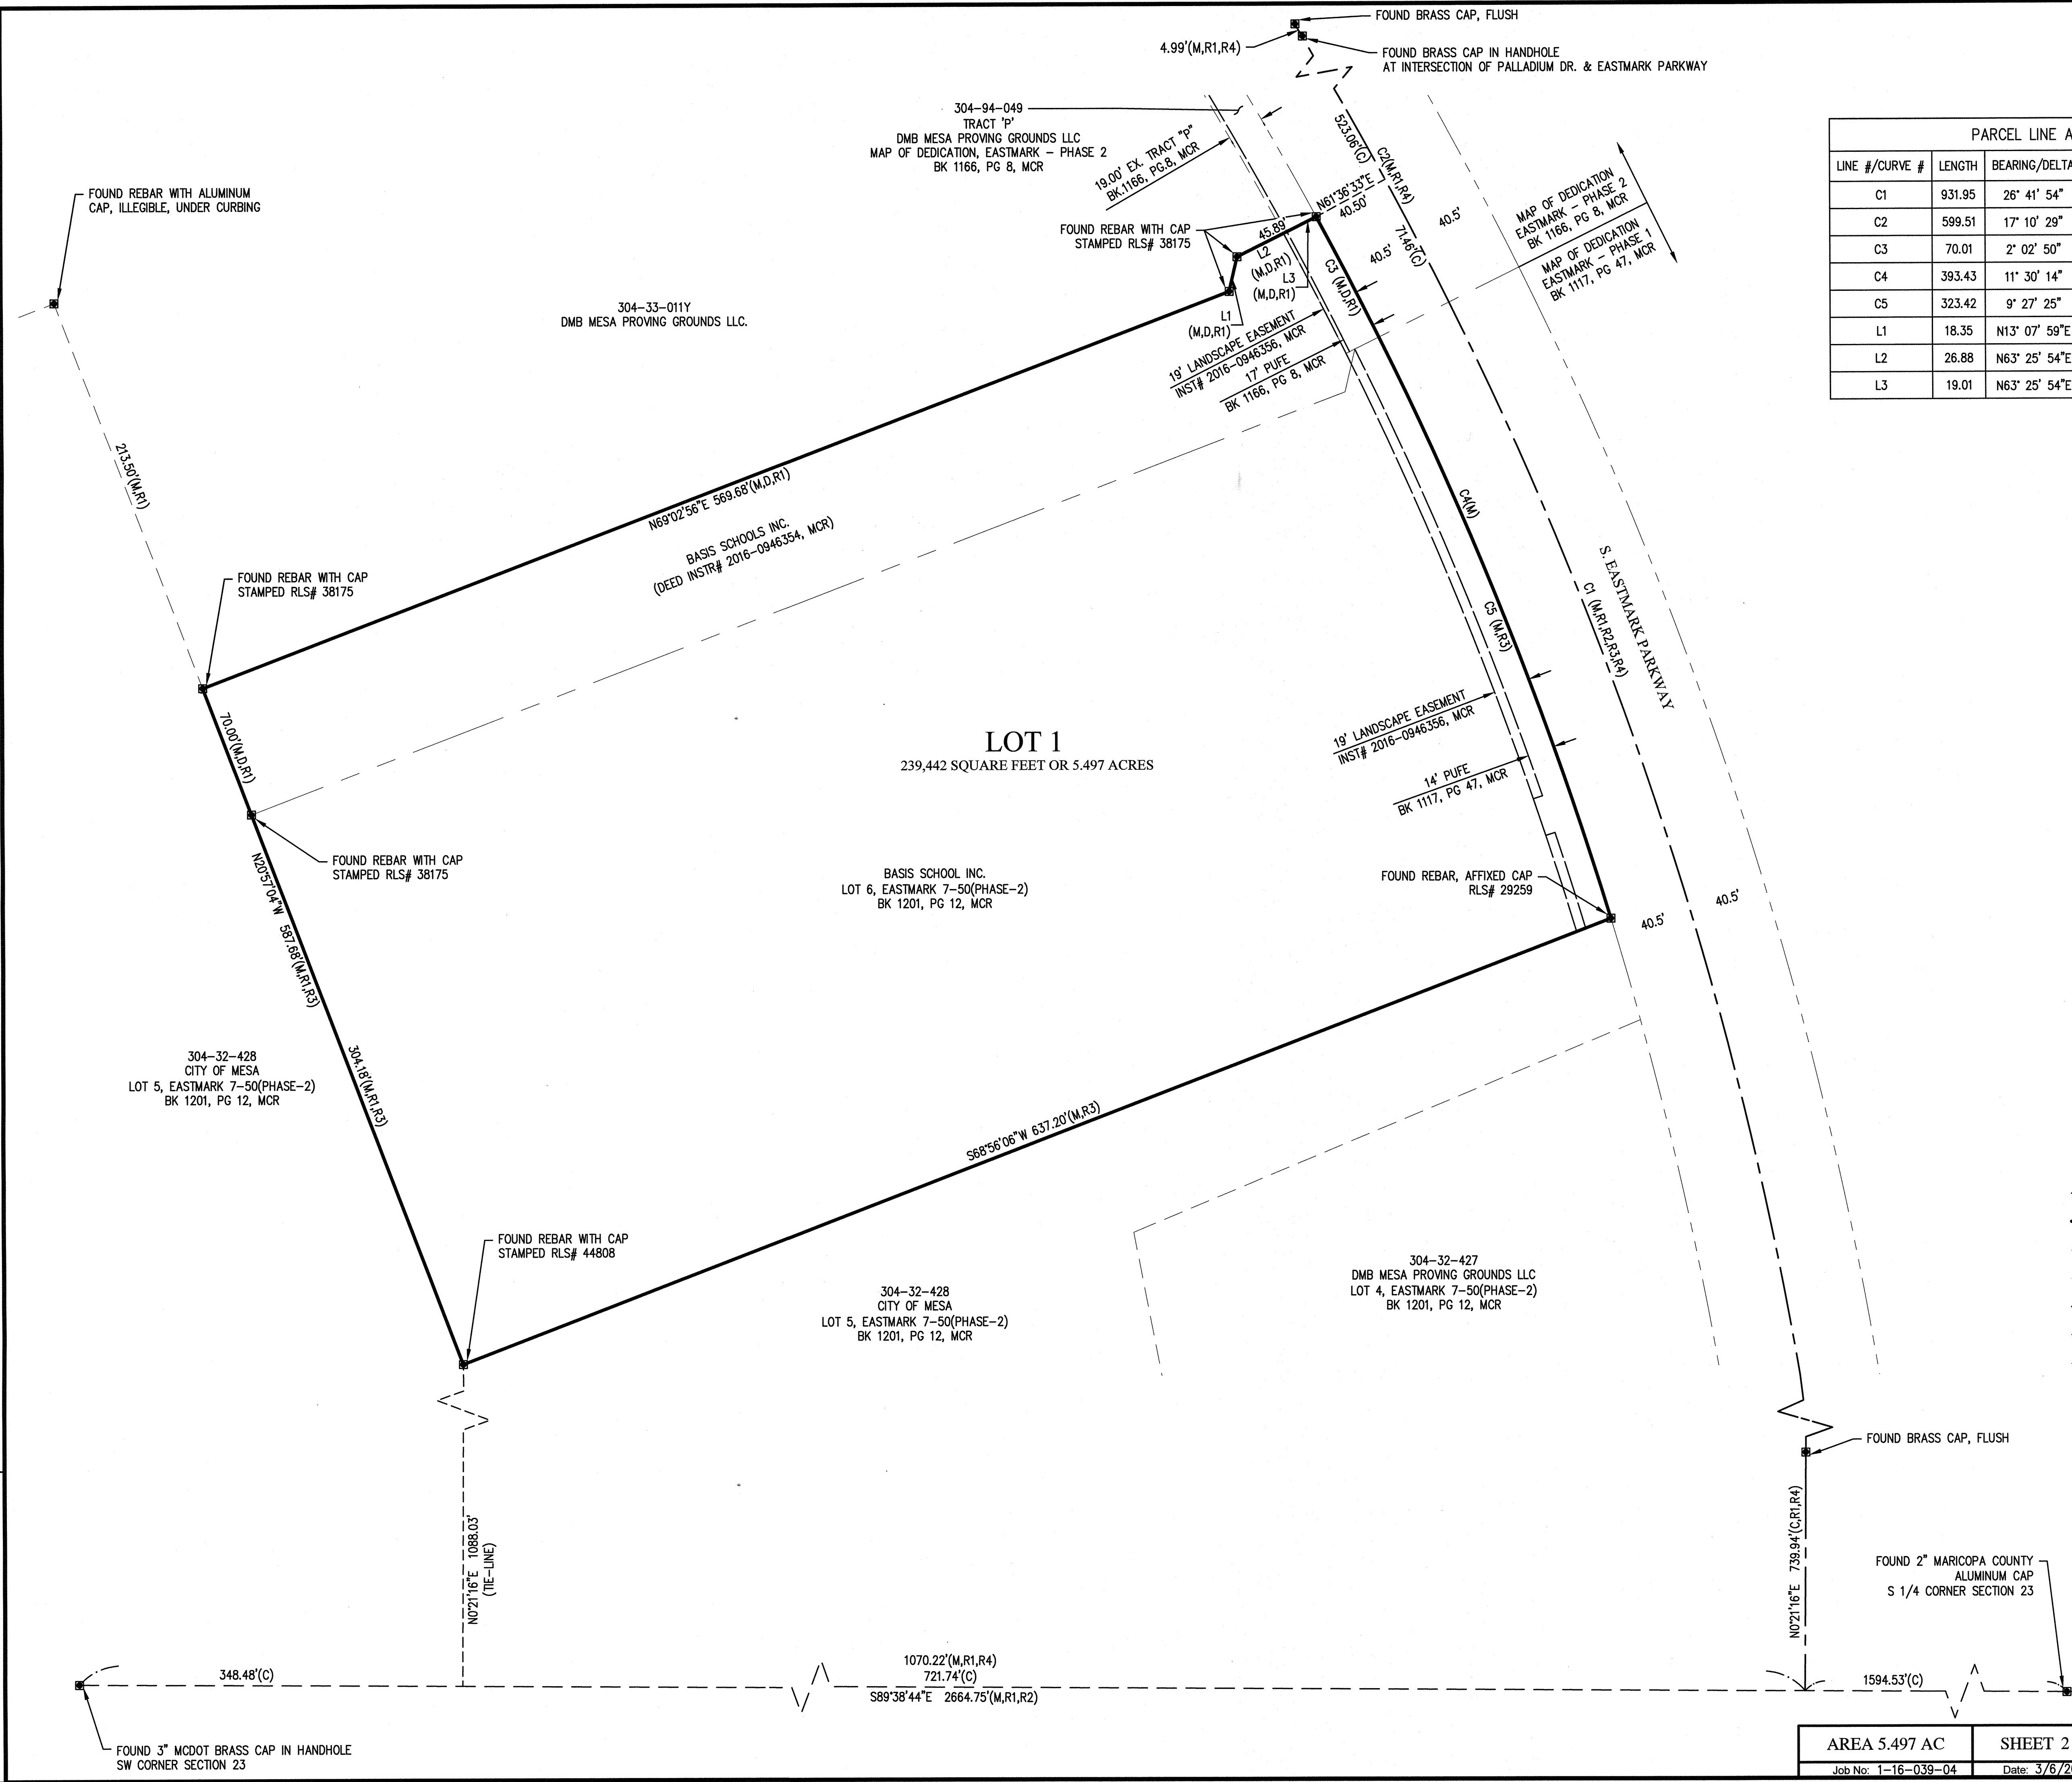 FOUND BRASS CAP, FLUSH
4.99'(M,R1,R4)
FOUND BRASS CAP IN HANDHOLE
AT INTERSECTION OF PALLADIUM DR. & EASTMARK PARKWAY
304-94-049
TRACT 'P'
DMB MESA PROVING GROUNDS LLC
MAP OF DEDICATION, EASTMARK - PHASE 2
BK 1166, PG 8, MCR
19.00' EX. TRACT "P"
BK.1166, PG.8, MCR
523.06'(C)
C2(M,R1,R4)
PARCEL LINE A
LINE #/CURVE # LENGTH BEARING/DELTA
C1 931.95 26° 41' 54"
C2 599.51 17° 10' 29"
C3 70.01 2° 02' 50"
C4 393.43 11° 30' 14"
C5 323.42 9° 27' 25"
L1 18.35 N13° 07' 59"E
L2 26.88 N63° 25' 54"E
L3 19.01 N63° 25' 54"E
FOUND REBAR WITH ALUMINUM
CAP, ILLEGIBLE, UNDER CURBING
N61°36'33"E
40.50'
40.5'
MAP OF DEDICATION
EASTMARK - PHASE 2
BK 1166, PG 8, MCR
MAP OF DEDICATION
EASTMARK - PHASE 1
BK 1117, PG 47, MCR
FOUND REBAR WITH CAP
STAMPED RLS# 38175
45.89'
L2
(M,D,R1)
L3
(M,D,R1)
C3 (M,D,R1)
40.5'
71.46'(C)
304-33-011Y
DMB MESA PROVING GROUNDS LLC.
L1
(M,D,R1)
19' LANDSCAPE EASEMENT
INST# 2016-0946356, MCR
17' PUFE
BK 1166, PG 8, MCR
213.50'(M,R1)
N69°02'56"E 569.68'(M,D,R1)
BASIS SCHOOLS INC.
(DEED INSTR# 2016-0946354, MCR)
C4(M)
S. EASTMARK PARKWAY
C1 (M,R1,R2,R3,R4)
C5 (M,R3)
FOUND REBAR WITH CAP
STAMPED RLS# 38175
70.00'(M,D,R1)
LOT 1
239,442 SQUARE FEET OR 5.497 ACRES
19' LANDSCAPE EASEMENT
INST# 2016-0946356, MCR
14' PUFE
BK 1117, PG 47, MCR
FOUND REBAR WITH CAP
STAMPED RLS# 38175
N20°57'04"W 587.68'(M,R1,R3)
BASIS SCHOOL INC.
LOT 6, EASTMARK 7-50(PHASE-2)
BK 1201, PG 12, MCR
FOUND REBAR, AFFIXED CAP
RLS# 29259
40.5'
40.5'
304-32-428
CITY OF MESA
LOT 5, EASTMARK 7-50(PHASE-2)
BK 1201, PG 12, MCR
304.18'(M,R1,R3)
S68°56'06"W 637.20'(M,R3)
FOUND REBAR WITH CAP
STAMPED RLS# 44808
304-32-428
CITY OF MESA
LOT 5, EASTMARK 7-50(PHASE-2)
BK 1201, PG 12, MCR
304-32-427
DMB MESA PROVING GROUNDS LLC
LOT 4, EASTMARK 7-50(PHASE-2)
BK 1201, PG 12, MCR
FOUND BRASS CAP, FLUSH
N0°21'16"E 1088.03'
(TIE-LINE)
N0°21'16"E 739.94'(C,R1,R4)
FOUND 2" MARICOPA COUNTY
ALUMINUM CAP
S 1/4 CORNER SECTION 23
348.48'(C)
1070.22'(M,R1,R4)
721.74'(C)
S89°38'44"E 2664.75'(M,R1,R2)
1594.53'(C)
FOUND 3" MCDOT BRASS CAP IN HANDHOLE
SW CORNER SECTION 23
AREA 5.497 AC SHEET 2
Job No: 1-16-039-04 Date: 3/6/2